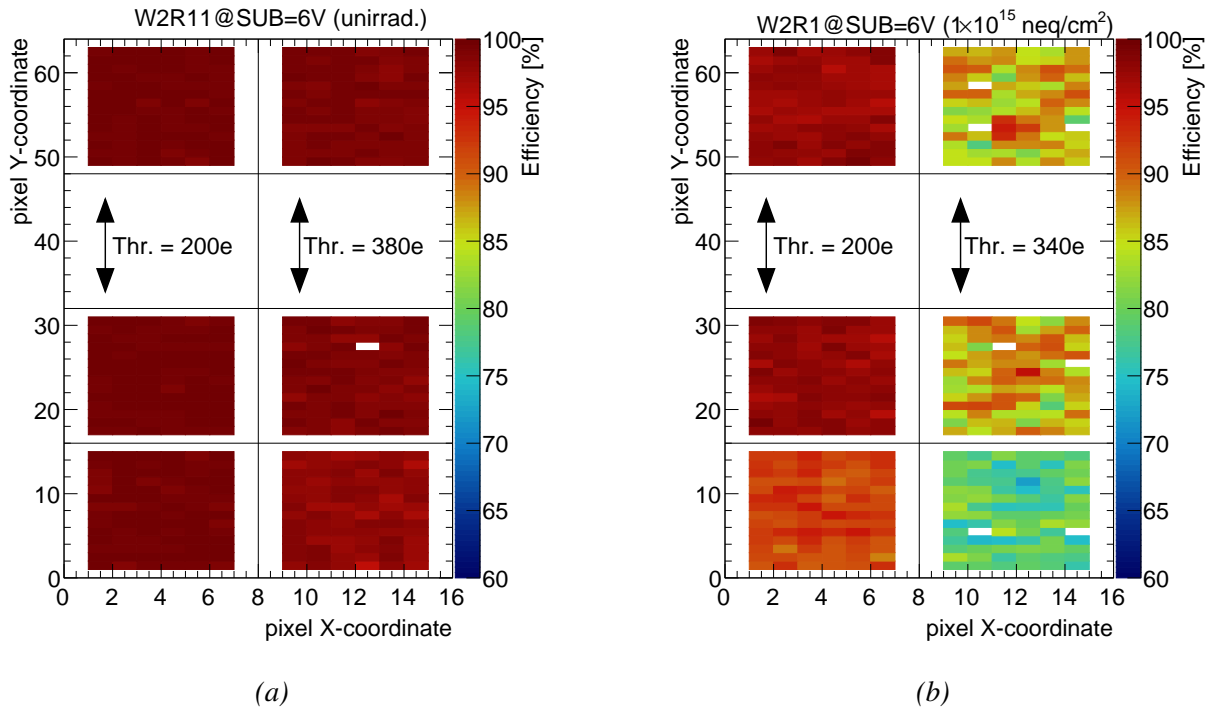 W2R11@SUB=6V (unirrad.)
pixel Y-coordinate
60
50
40
30
20
10
0
Thr. = 200e
Thr. = 380e
0 2 4 6 8 10 12 14 16
pixel X-coordinate
100
95
90
85
80
75
70
65
60
Efficiency [%]
(a)
W2R1@SUB=6V (1×10¹⁵ neq/cm²)
pixel Y-coordinate
60
50
40
30
20
10
0
Thr. = 200e
Thr. = 340e
0 2 4 6 8 10 12 14 16
pixel X-coordinate
100
95
90
85
80
75
70
65
60
Efficiency [%]
(b)